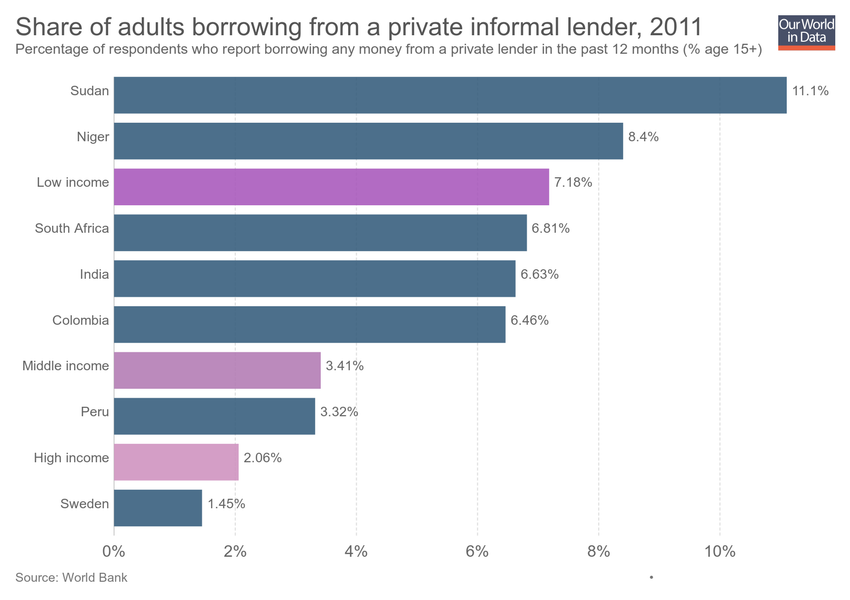 Share of adults borrowing from a private informal lender, 2011
Our World
in Data
Percentage of respondents who report borrowing any money from a private lender in the past 12 months (% age 15+)
Sudan 11.1%
Niger 8.4%
Low income 7.18%
South Africa 6.81%
India 6.63%
Colombia 6.46%
Middle income 3.41%
Peru 3.32%
High income 2.06%
Sweden 1.45%
0% 2% 4% 6% 8% 10%
Source: World Bank